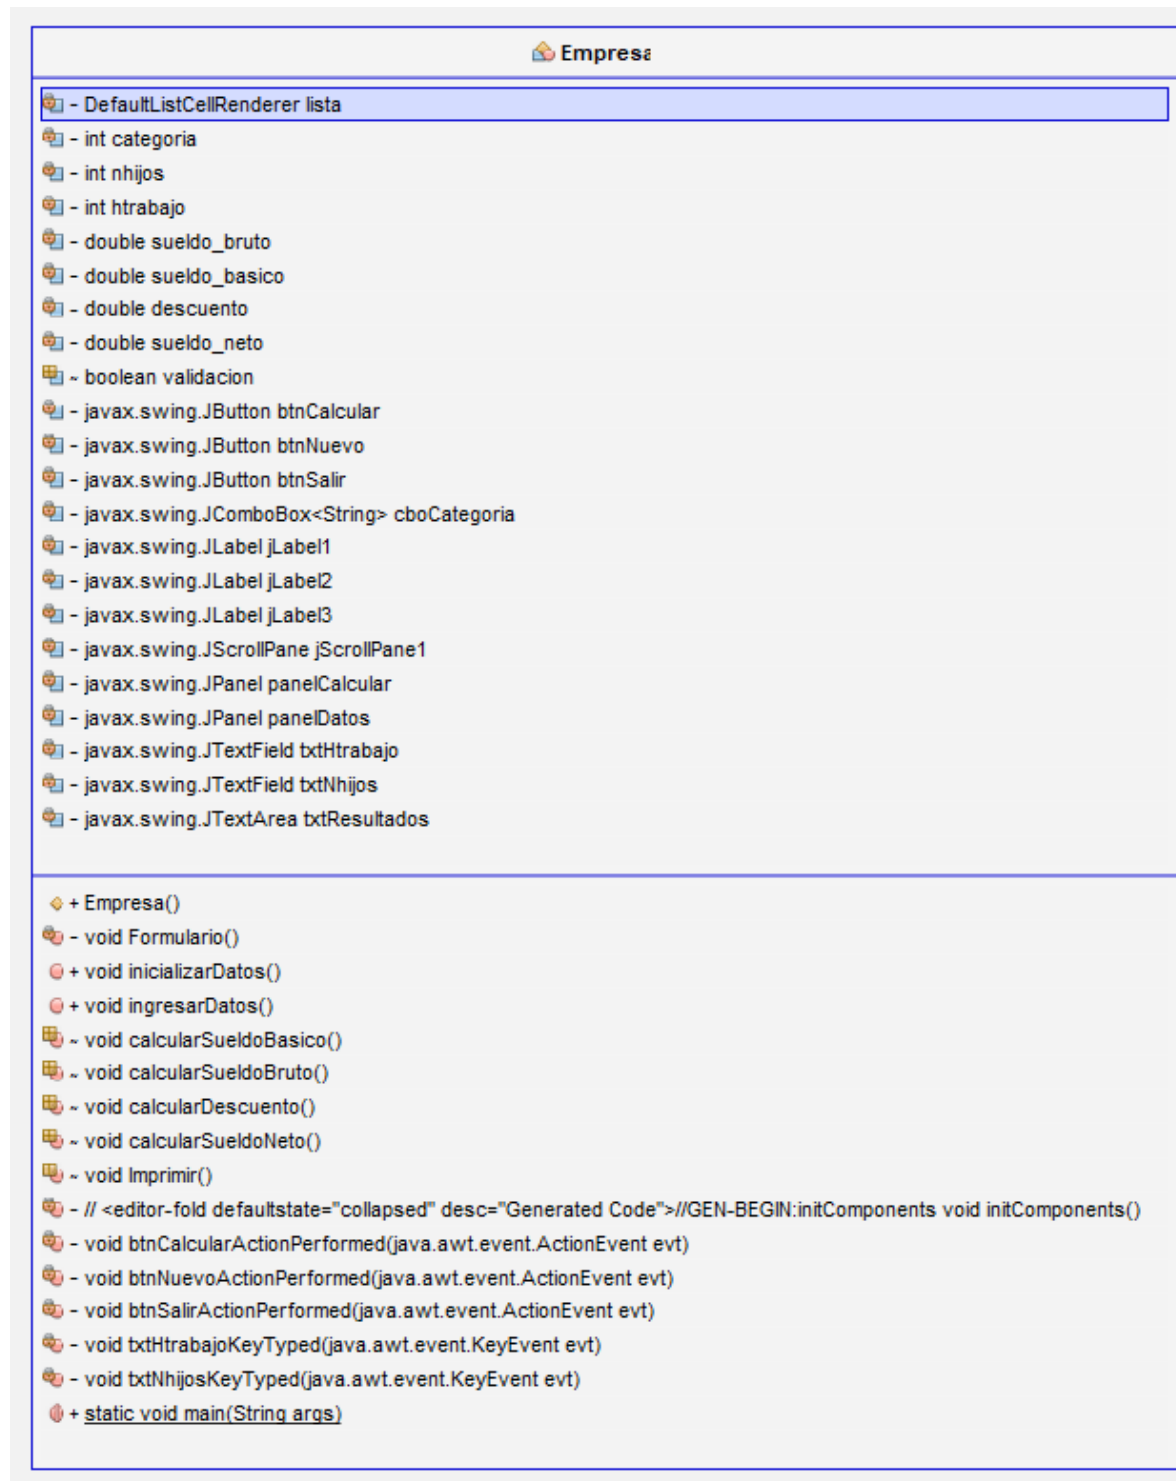 Empresa
- DefaultListCellRenderer lista
- int categoria
- int nhijos
- int htrabajo
- double sueldo_bruto
- double sueldo_basico
- double descuento
- double sueldo_neto
~ boolean validacion
- javax.swing.JButton btnCalcular
- javax.swing.JButton btnNuevo
- javax.swing.JButton btnSalir
- javax.swing.JComboBox<String> cboCategoria
- javax.swing.JLabel jLabel1
- javax.swing.JLabel jLabel2
- javax.swing.JLabel jLabel3
- javax.swing.JScrollPane jScrollPane1
- javax.swing.JPanel panelCalcular
- javax.swing.JPanel panelDatos
- javax.swing.JTextField txtHtrabajo
- javax.swing.JTextField txtNhijos
- javax.swing.JTextArea txtResultados
+ Empresa()
- void Formulario()
+ void inicializarDatos()
+ void ingresarDatos()
~ void calcularSueldoBasico()
~ void calcularSueldoBruto()
~ void calcularDescuento()
~ void calcularSueldoNeto()
~ void Imprimir()
- // <editor-fold defaultstate="collapsed" desc="Generated Code">//GEN-BEGIN:initComponents void initComponents()
- void btnCalcularActionPerformed(java.awt.event.ActionEvent evt)
- void btnNuevoActionPerformed(java.awt.event.ActionEvent evt)
- void btnSalirActionPerformed(java.awt.event.ActionEvent evt)
- void txtHtrabajoKeyTyped(java.awt.event.KeyEvent evt)
- void txtNhijosKeyTyped(java.awt.event.KeyEvent evt)
+ static void main(String args)